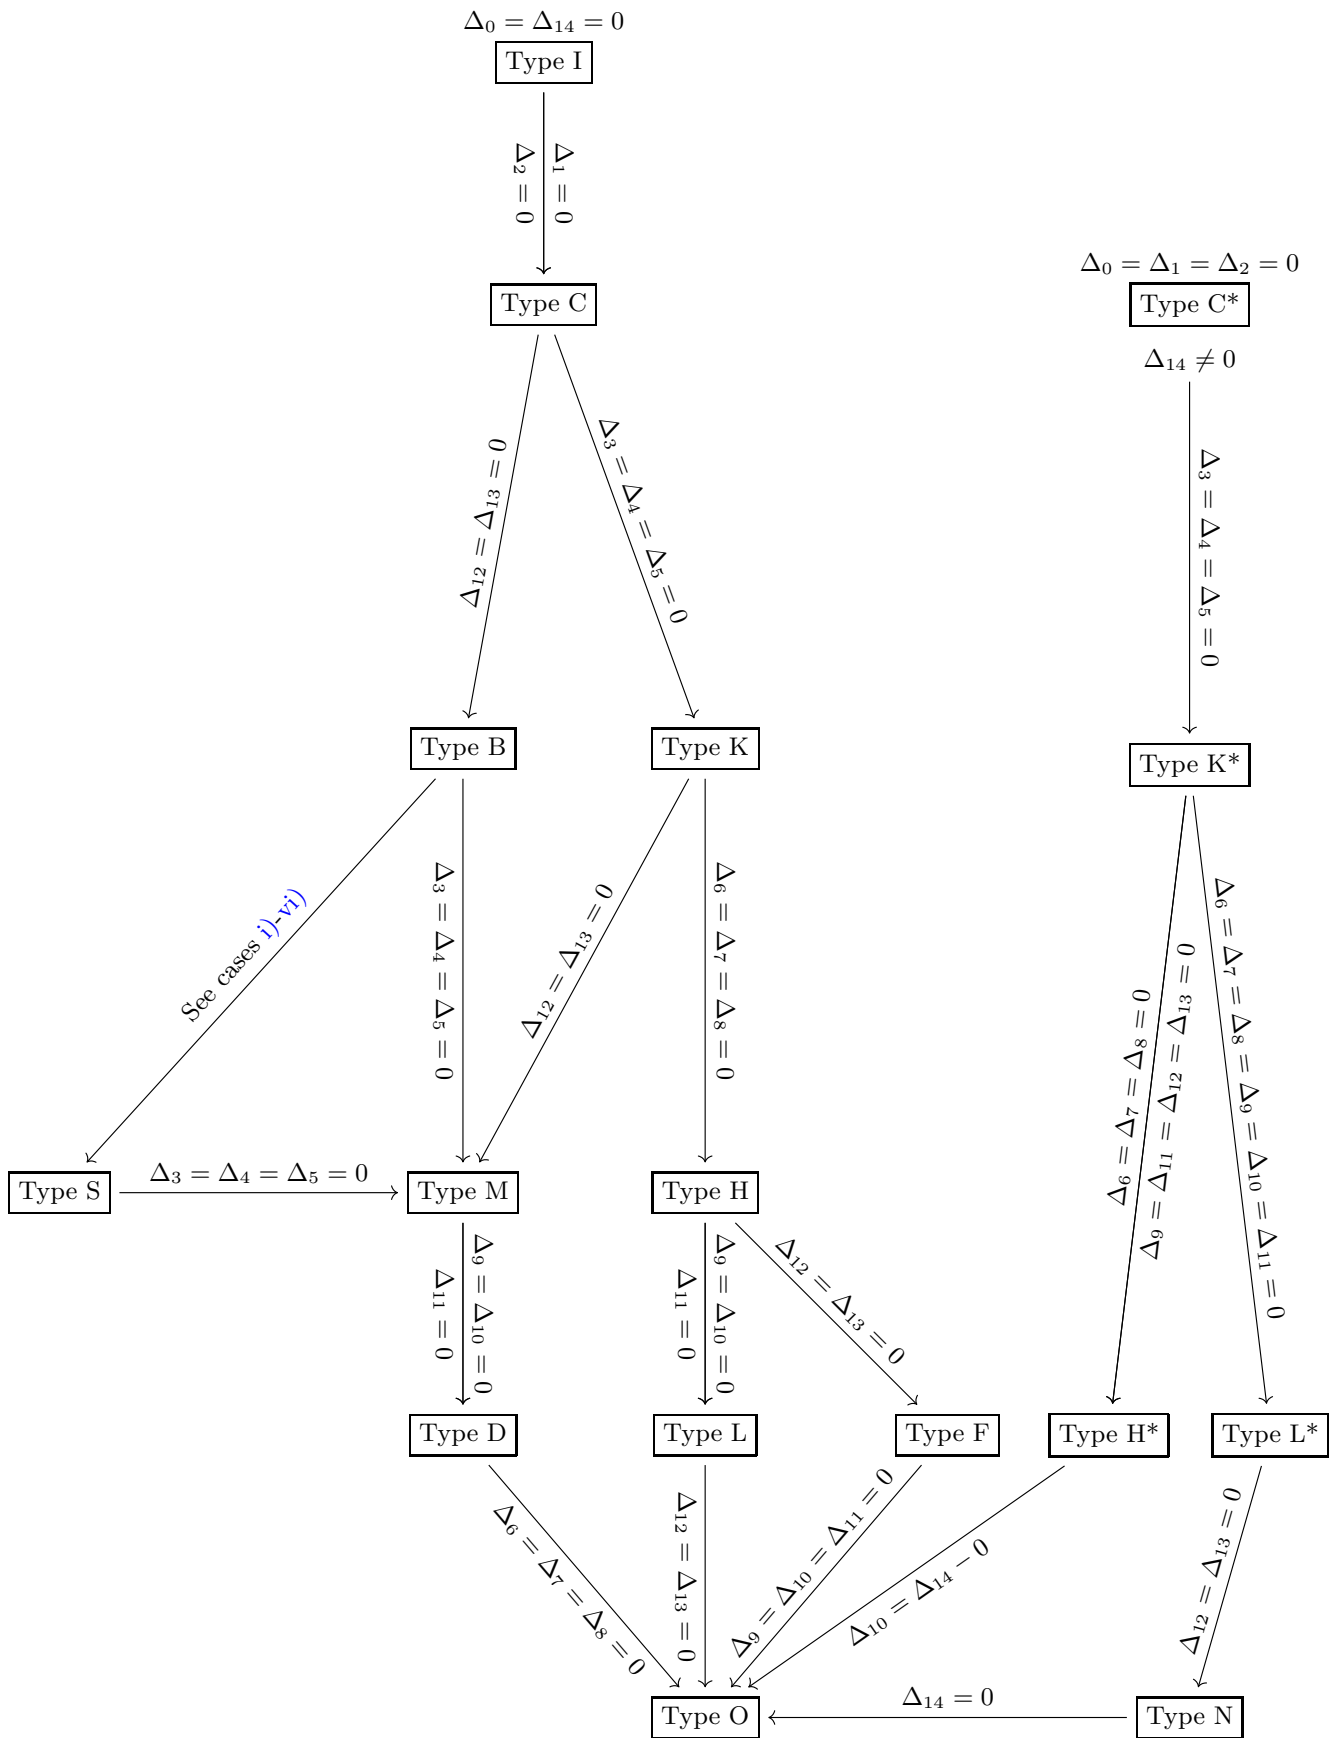 Δ₀ = Δ₁₄ = 0
Type I
Δ₂ = 0
Δ₁ = 0
Δ₀ = Δ₁ = Δ₂ = 0
Type C
Type C*
Δ₁₄ ≠ 0
Δ₁₂ = Δ₁₃ = 0
Δ₃ = Δ₄ = Δ₅ = 0
Δ₃ = Δ₄ = Δ₅ = 0
Type B
Type K
Type K*
See cases i)-vi)
Δ₃ = Δ₄ = Δ₅ = 0
Δ₁₂ = Δ₁₃ = 0
Δ₆ = Δ₇ = Δ₈ = 0
Δ₆ = Δ₇ = Δ₈ = 0
Δ₉ = Δ₁₁ = Δ₁₂ = Δ₁₃ = 0
Δ₆ = Δ₇ = Δ₈ = Δ₉ = Δ₁₀ = Δ₁₁ = 0
Type S
Δ₃ = Δ₄ = Δ₅ = 0
Type M
Type H
Δ₁₁ = 0
Δ₉ = Δ₁₀ = 0
Δ₁₁ = 0
Δ₉ = Δ₁₀ = 0
Δ₁₂ = Δ₁₃ = 0
Type D
Type L
Type F
Type H*
Type L*
Δ₆ = Δ₇ = Δ₈ = 0
Δ₁₂ = Δ₁₃ = 0
Δ₉ = Δ₁₀ = Δ₁₁ = 0
Δ₁₀ = Δ₁₄ − 0
Δ₁₂ = Δ₁₃ = 0
Type O
Δ₁₄ = 0
Type N